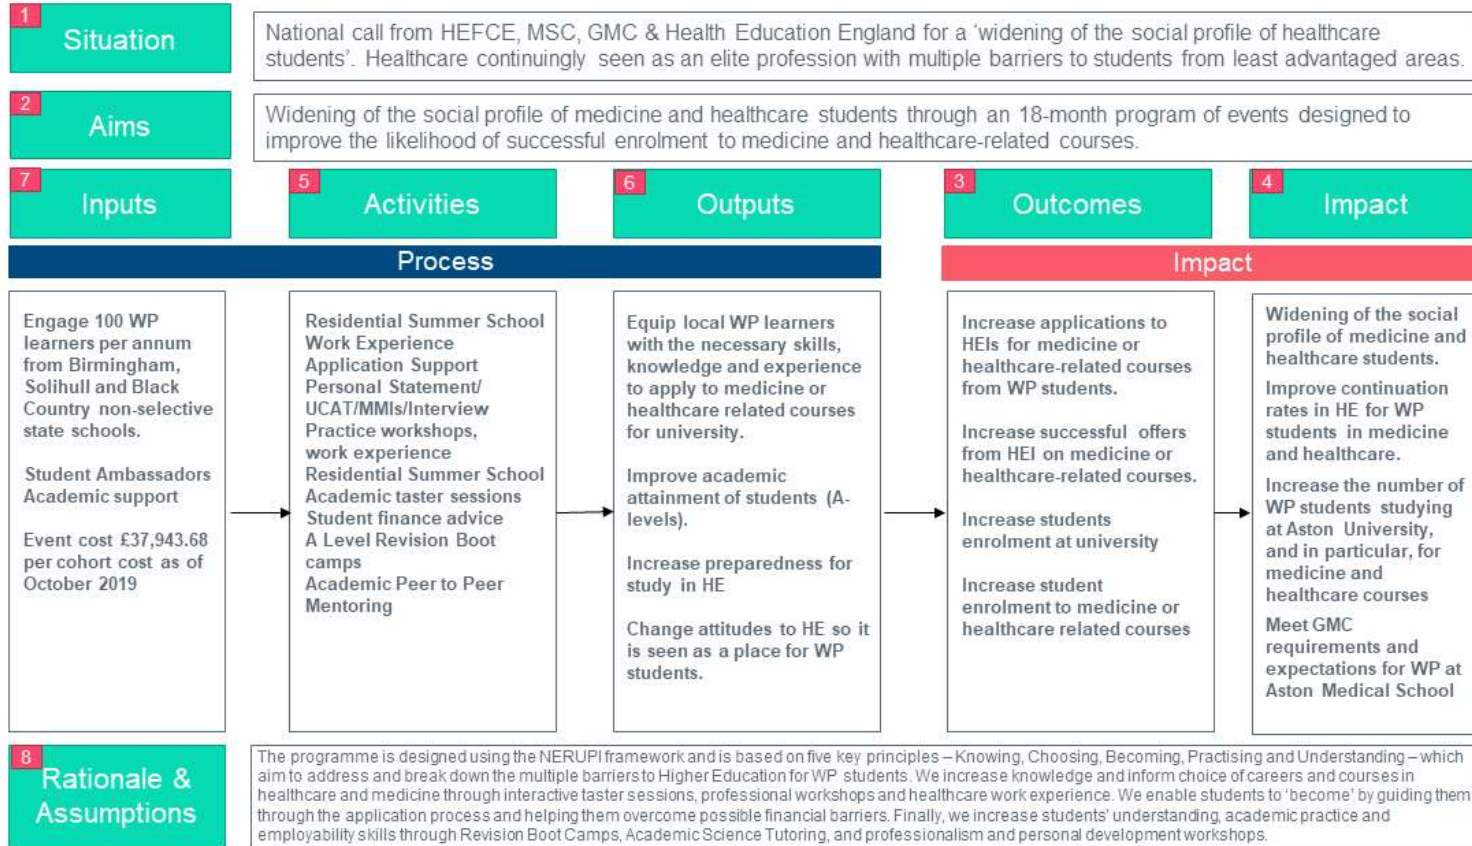 1
Situation
National call from HEFCE, MSC, GMC & Health Education England for a ‘widening of the social profile of healthcare
students’. Healthcare continuingly seen as an elite profession with multiple barriers to students from least advantaged areas.
2
Aims
Widening of the social profile of medicine and healthcare students through an 18-month program of events designed to
improve the likelihood of successful enrolment to medicine and healthcare-related courses.
7
Inputs
5
Activities
6
Outputs
3
Outcomes
4
Impact
Process
Impact
Engage 100 WP
learners per annum
from Birmingham,
Solihull and Black
Country non-selective
state schools.
Student Ambassadors
Academic support
Event cost £37,943.68
per cohort cost as of
October 2019
Residential Summer School
Work Experience
Application Support
Personal Statement/
UCAT/MMIs/Interview
Practice workshops,
work experience
Residential Summer School
Academic taster sessions
Student finance advice
A Level Revision Boot
camps
Academic Peer to Peer
Mentoring
Equip local WP learners
with the necessary skills,
knowledge and experience
to apply to medicine or
healthcare related courses
for university.
Improve academic
attainment of students (A-
levels).
Increase preparedness for
study in HE
Change attitudes to HE so it
is seen as a place for WP
students.
Increase applications to
HEIs for medicine or
healthcare-related courses
from WP students.
Increase successful offers
from HEI on medicine or
healthcare-related courses.
Increase students
enrolment at university
Increase student
enrolment to medicine or
healthcare related courses
Widening of the social
profile of medicine and
healthcare students.
Improve continuation
rates in HE for WP
students in medicine
and healthcare.
Increase the number of
WP students studying
at Aston University,
and in particular, for
medicine and
healthcare courses
Meet GMC
requirements and
expectations for WP at
Aston Medical School
8
Rationale &
Assumptions
The programme is designed using the NERUPI framework and is based on five key principles – Knowing, Choosing, Becoming, Practising and Understanding – which
aim to address and break down the multiple barriers to Higher Education for WP students. We increase knowledge and inform choice of careers and courses in
healthcare and medicine through interactive taster sessions, professional workshops and healthcare work experience. We enable students to ‘become’ by guiding them
through the application process and helping them overcome possible financial barriers. Finally, we increase students’ understanding, academic practice and
employability skills through Revision Boot Camps, Academic Science Tutoring, and professionalism and personal development workshops.